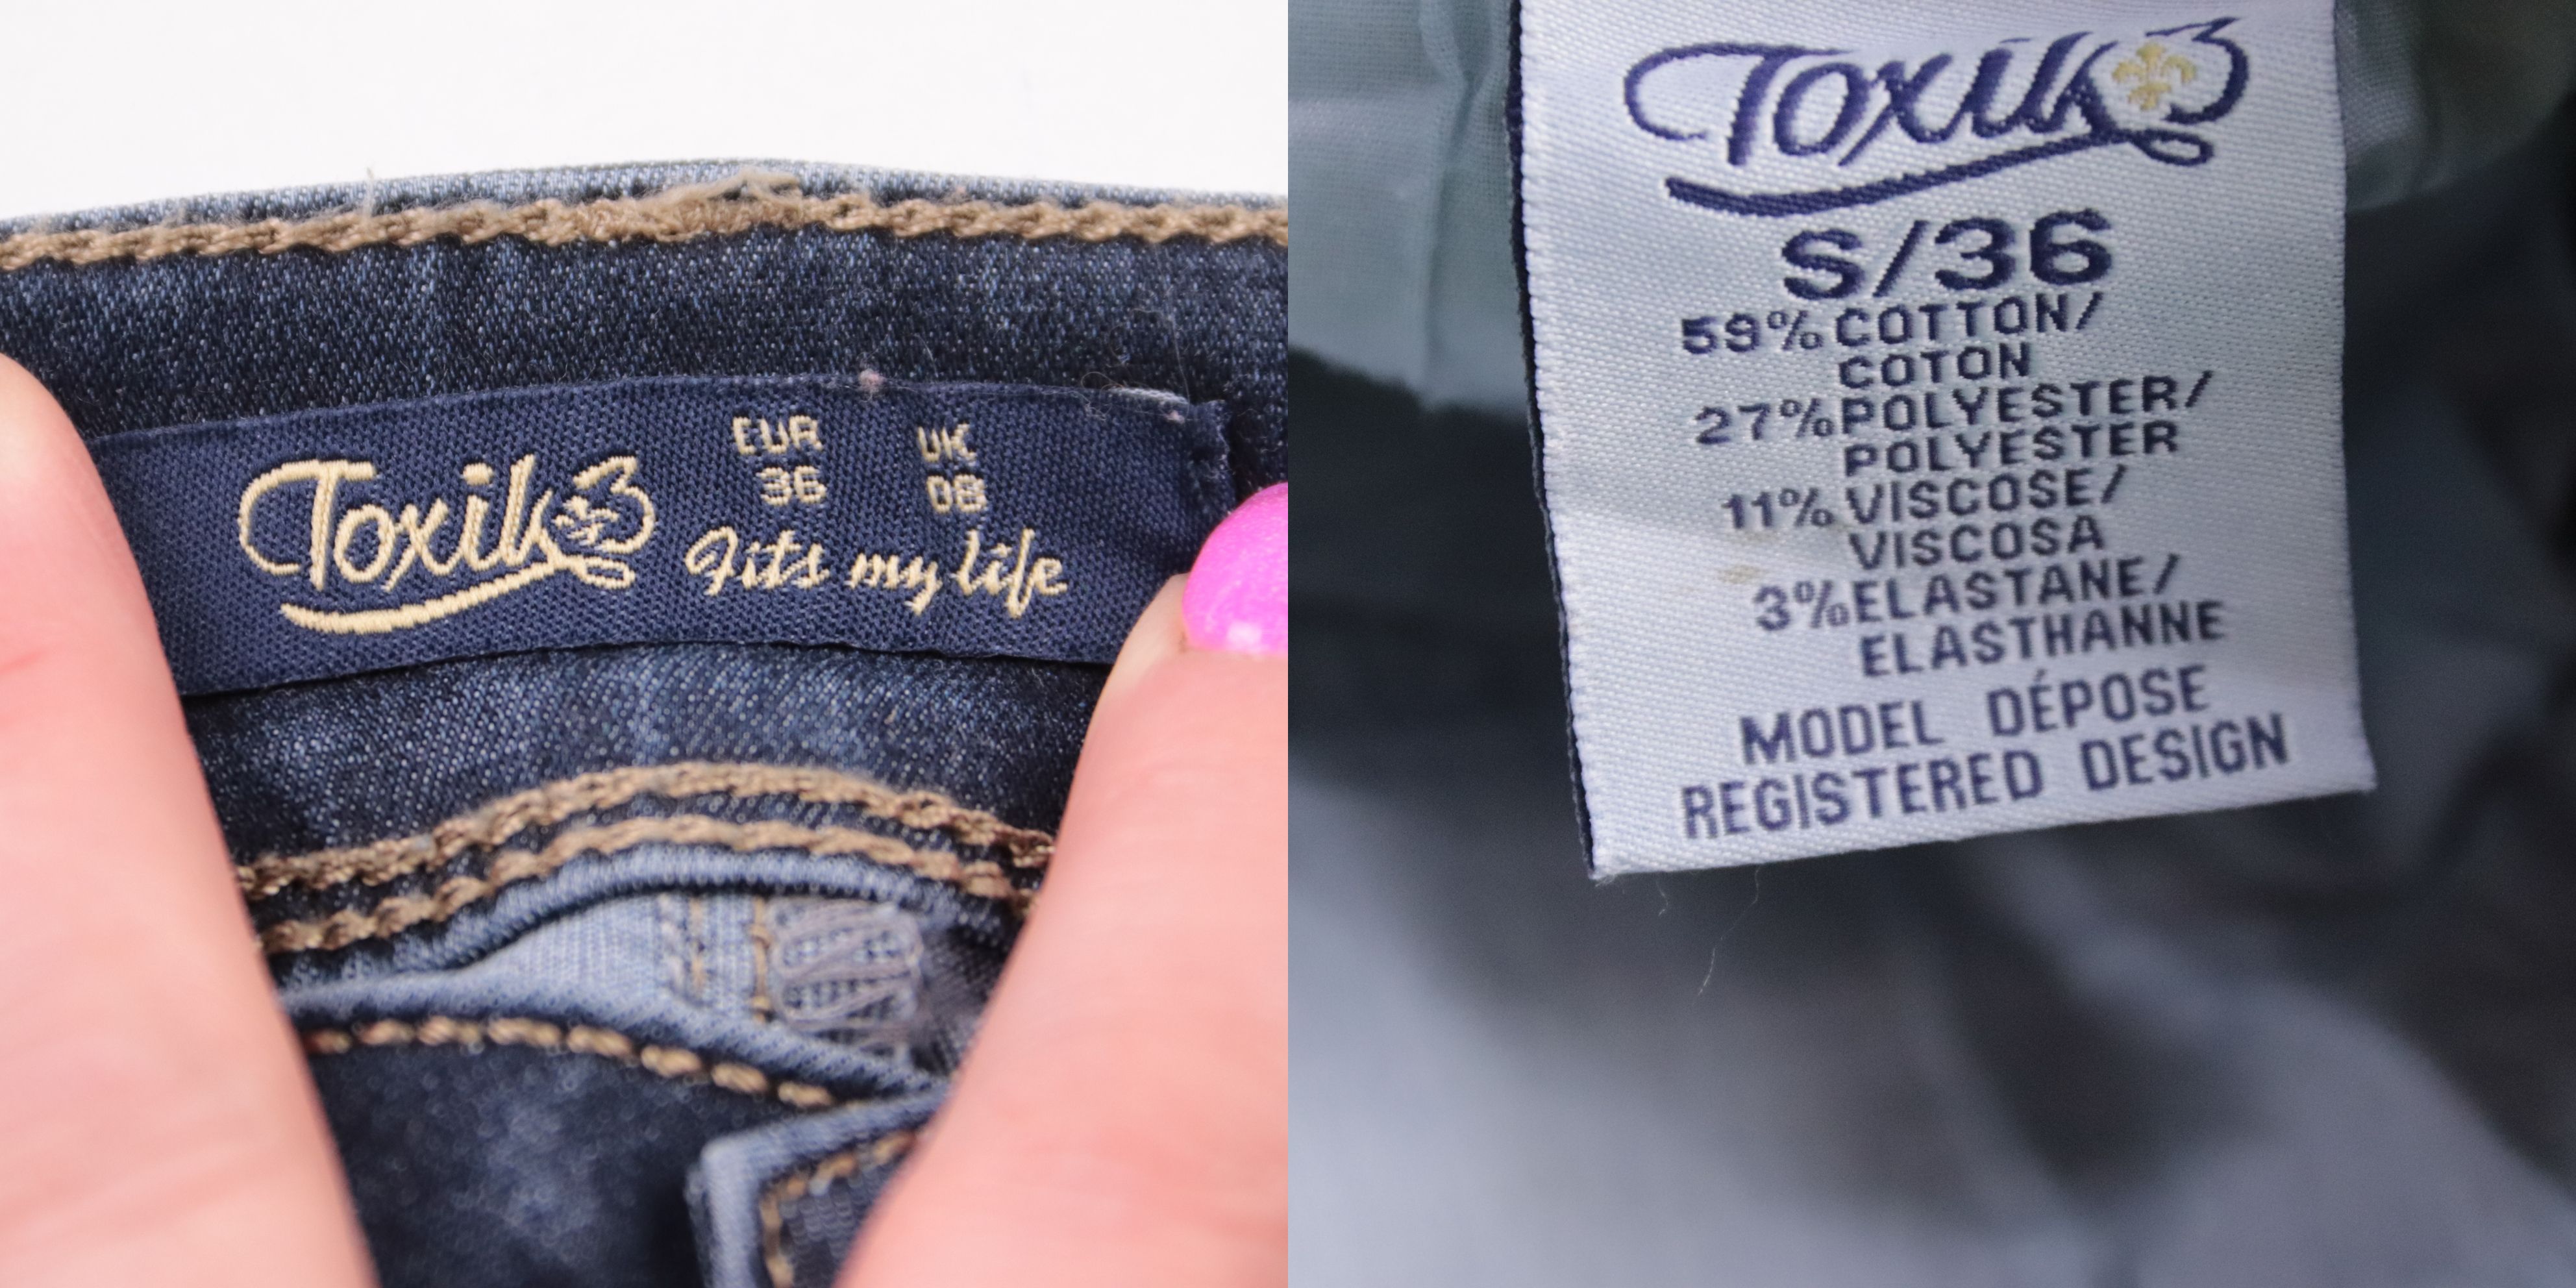 Toxik3
EUR UK
36 08
Fits my life
Toxik3
S/36
59% COTTON/
COTON
27% POLYESTER/
POLYESTER
11% VISCOSE/
VISCOSA
3% ELASTANE/
ELASTHANNE
MODEL DÉPOSE
REGISTERED DESIGN